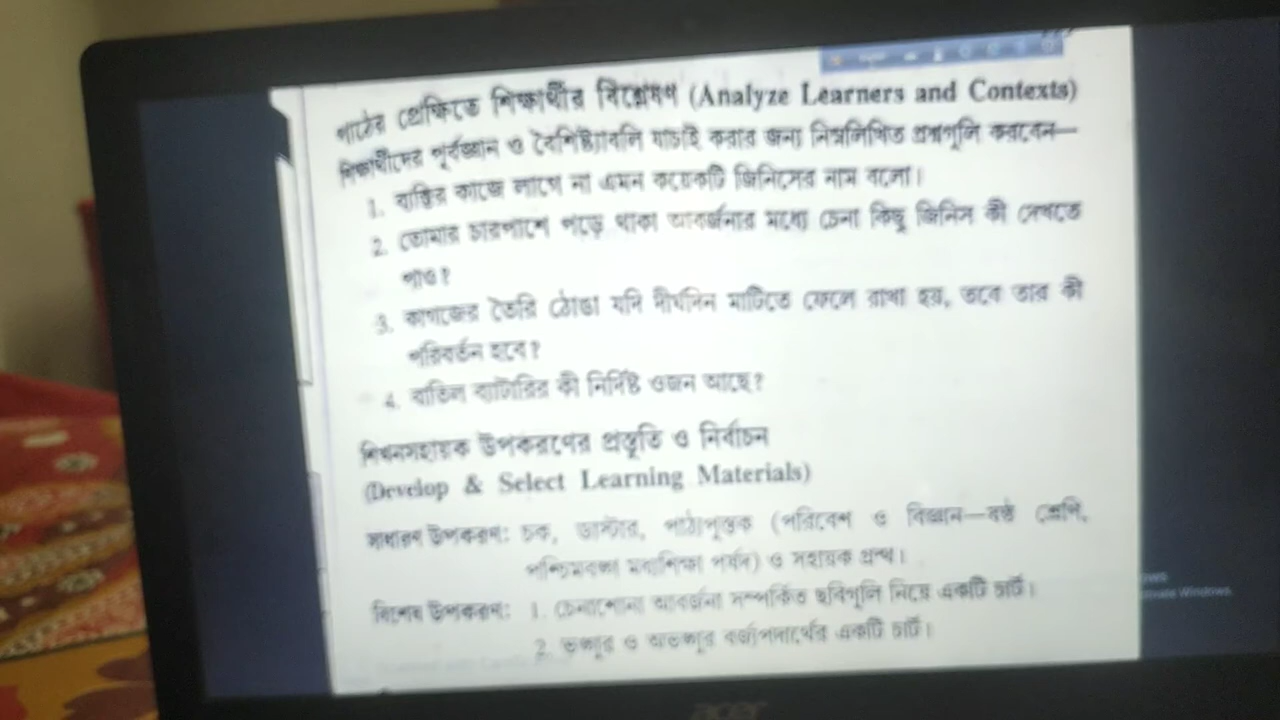 পাঠের প্রেক্ষিতে শিক্ষার্থীর বিশ্লেষণ (Analyze Learners and Contexts)
শিক্ষার্থীদের পূর্বজ্ঞান ও বৈশিষ্ট্যাবলি যাচাই করার জন্য নিম্নলিখিত প্রশ্নগুলি করবেন—
1. বাড়ির কাজে লাগে না এমন কয়েকটি জিনিসের নাম বলো।
2. তোমার চারপাশে পড়ে থাকা আবর্জনার মধ্যে চেনা কিছু জিনিস কী দেখতে
পাও?
3. কাগজের তৈরি ঠোঙা যদি দীর্ঘদিন মাটিতে ফেলে রাখা হয়, তবে তার কী
পরিবর্তন হবে?
4. বাতিল ব্যাটারির কী নির্দিষ্ট ওজন আছে?
শিখনসহায়ক উপকরণের প্রস্তুতি ও নির্বাচন
(Develop & Select Learning Materials)
সাধারণ উপকরণ: চক, ডাস্টার, পাঠ্যপুস্তক (পরিবেশ ও বিজ্ঞান—ষষ্ঠ শ্রেণি,
পশ্চিমবঙ্গ মধ্যশিক্ষা পর্ষদ) ও সহায়ক গ্রন্থ।
বিশেষ উপকরণ: 1. চেনাশোনা আবর্জনা সম্পর্কিত ছবিগুলি নিয়ে একটি চার্ট।
2. ভঙ্গুর ও অভঙ্গুর বর্জ্যপদার্থের একটি চার্ট।
acer